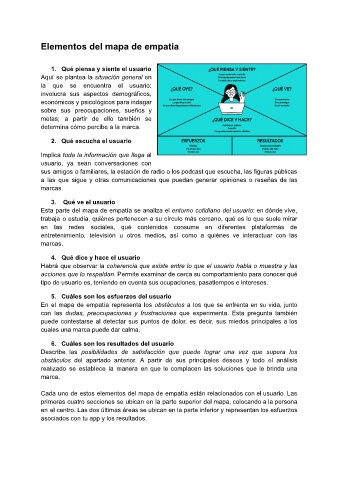 Elementos del mapa de empatía
1. Qué piensa y siente el usuario
Aquí se plantea la situación general en
la que se encuentra el usuario;
involucra sus aspectos demográficos,
económicos y psicológicos para indagar
sobre sus preocupaciones, sueños y
metas; a partir de ello también se
determina cómo percibe a la marca.
¿QUÉ PIENSA Y SIENTE?
¿QUÉ OYE?
¿QUÉ VE?
¿QUÉ DICE Y HACE?
ESFUERZOS
RESULTADOS
2. Qué escucha el usuario
Implica toda la información que llega al
usuario, ya sean conversaciones con
sus amigos o familiares, la estación de radio o los podcast que escucha, las figuras públicas
a las que sigue y otras comunicaciones que puedan generar opiniones o reseñas de las
marcas.
3. Qué ve el usuario
Esta parte del mapa de empatía se analiza el entorno cotidiano del usuario: en dónde vive,
trabaja o estudia, quiénes pertenecen a su círculo más cercano, qué es lo que suele mirar
en las redes sociales, qué contenidos consume en diferentes plataformas de
entretenimiento, televisión u otros medios, así como a quiénes ve interactuar con las
marcas.
4. Qué dice y hace el usuario
Habrá que observar la coherencia que existe entre lo que el usuario habla o muestra y las
acciones que lo respaldan. Permite examinar de cerca su comportamiento para conocer qué
tipo de usuario es, teniendo en cuenta sus ocupaciones, pasatiempos e intereses.
5. Cuáles son los esfuerzos del usuario
En el mapa de empatía representa los obstáculos a los que se enfrenta en su vida, junto
con las dudas, preocupaciones y frustraciones que experimenta. Esta pregunta también
puede contestarse al detectar sus puntos de dolor, es decir, sus miedos principales a los
cuales una marca puede dar calma.
6. Cuáles son los resultados del usuario
Describe las posibilidades de satisfacción que puede lograr una vez que supera los
obstáculos del apartado anterior. A partir de sus principales deseos y todo el análisis
realizado se establece la manera en que le complacen las soluciones que le brinda una
marca.
Cada uno de estos elementos del mapa de empatía están relacionados con el usuario. Las
primeras cuatro secciones se ubican en la parte superior del mapa, colocando a la persona
en el centro. Las dos últimas áreas se ubican en la parte inferior y representan los esfuerzos
asociados con tu app y los resultados.